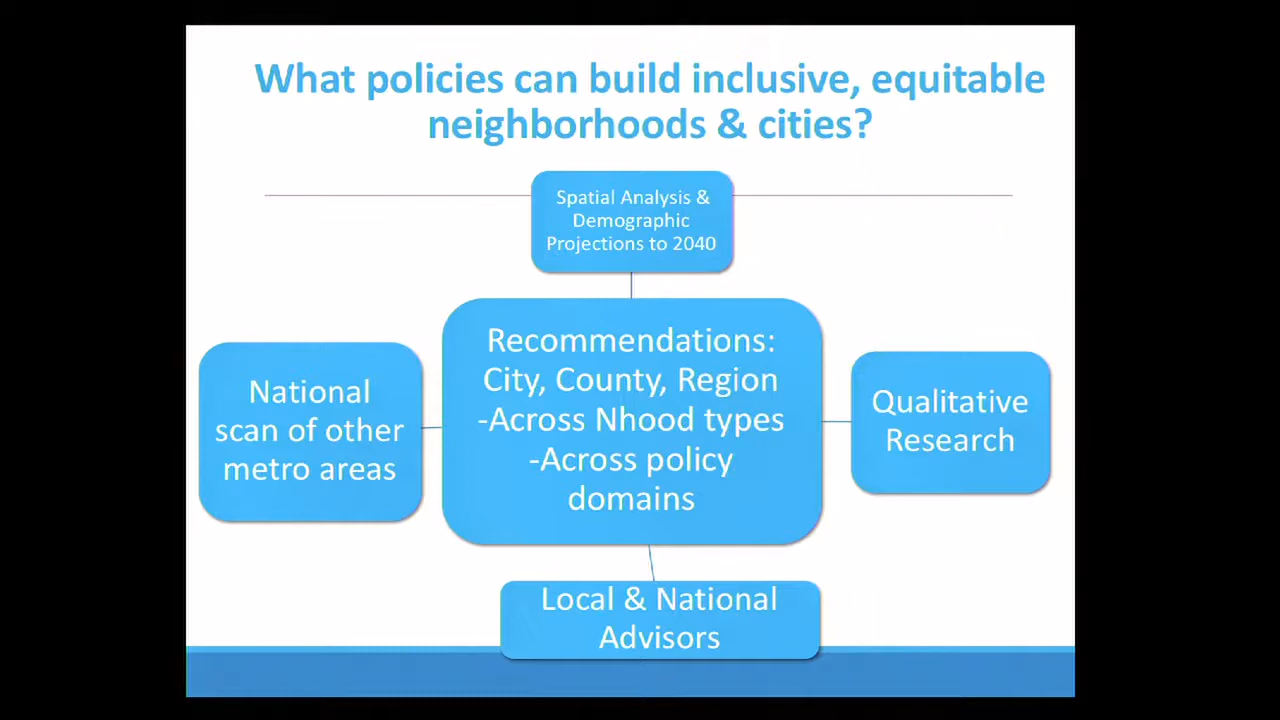 What policies can build inclusive, equitable
neighborhoods & cities?
Spatial Analysis &
Demographic
Projections to 2040
Recommendations:
City, County, Region
-Across Nhood types
-Across policy
domains
National
scan of other
metro areas
Qualitative
Research
Local & National
Advisors